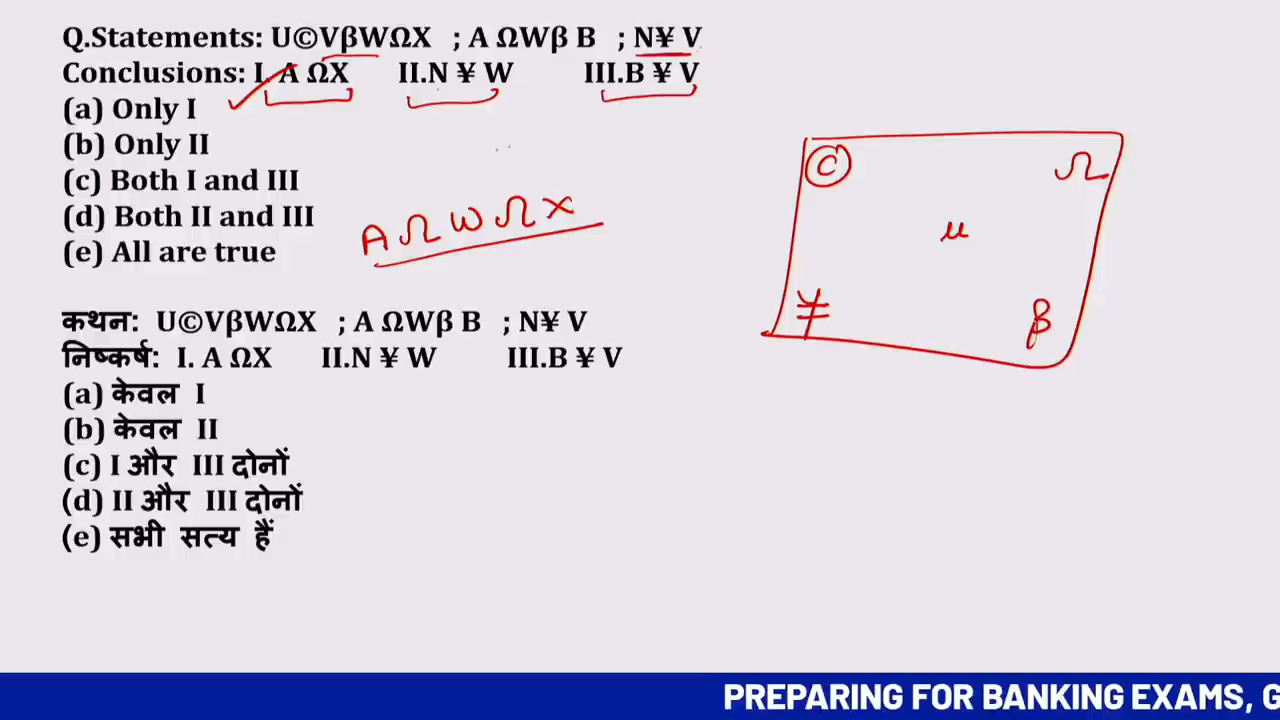 Q.Statements: U©VβWΩX ; A ΩWβ B ; N¥ V
Conclusions: I. A ΩX II.N ¥ W III.B ¥ V
(a) Only I
(b) Only II
(c) Both I and III
(d) Both II and III
(e) All are true
A Ω W Ω X
© Ω
μ
¥ β
कथन: U©VβWΩX ; A ΩWβ B ; N¥ V
निष्कर्ष: I. A ΩX II.N ¥ W III.B ¥ V
(a) केवल I
(b) केवल II
(c) I और III दोनों
(d) II और III दोनों
(e) सभी सत्य हैं
PREPARING FOR BANKING EXAMS, G